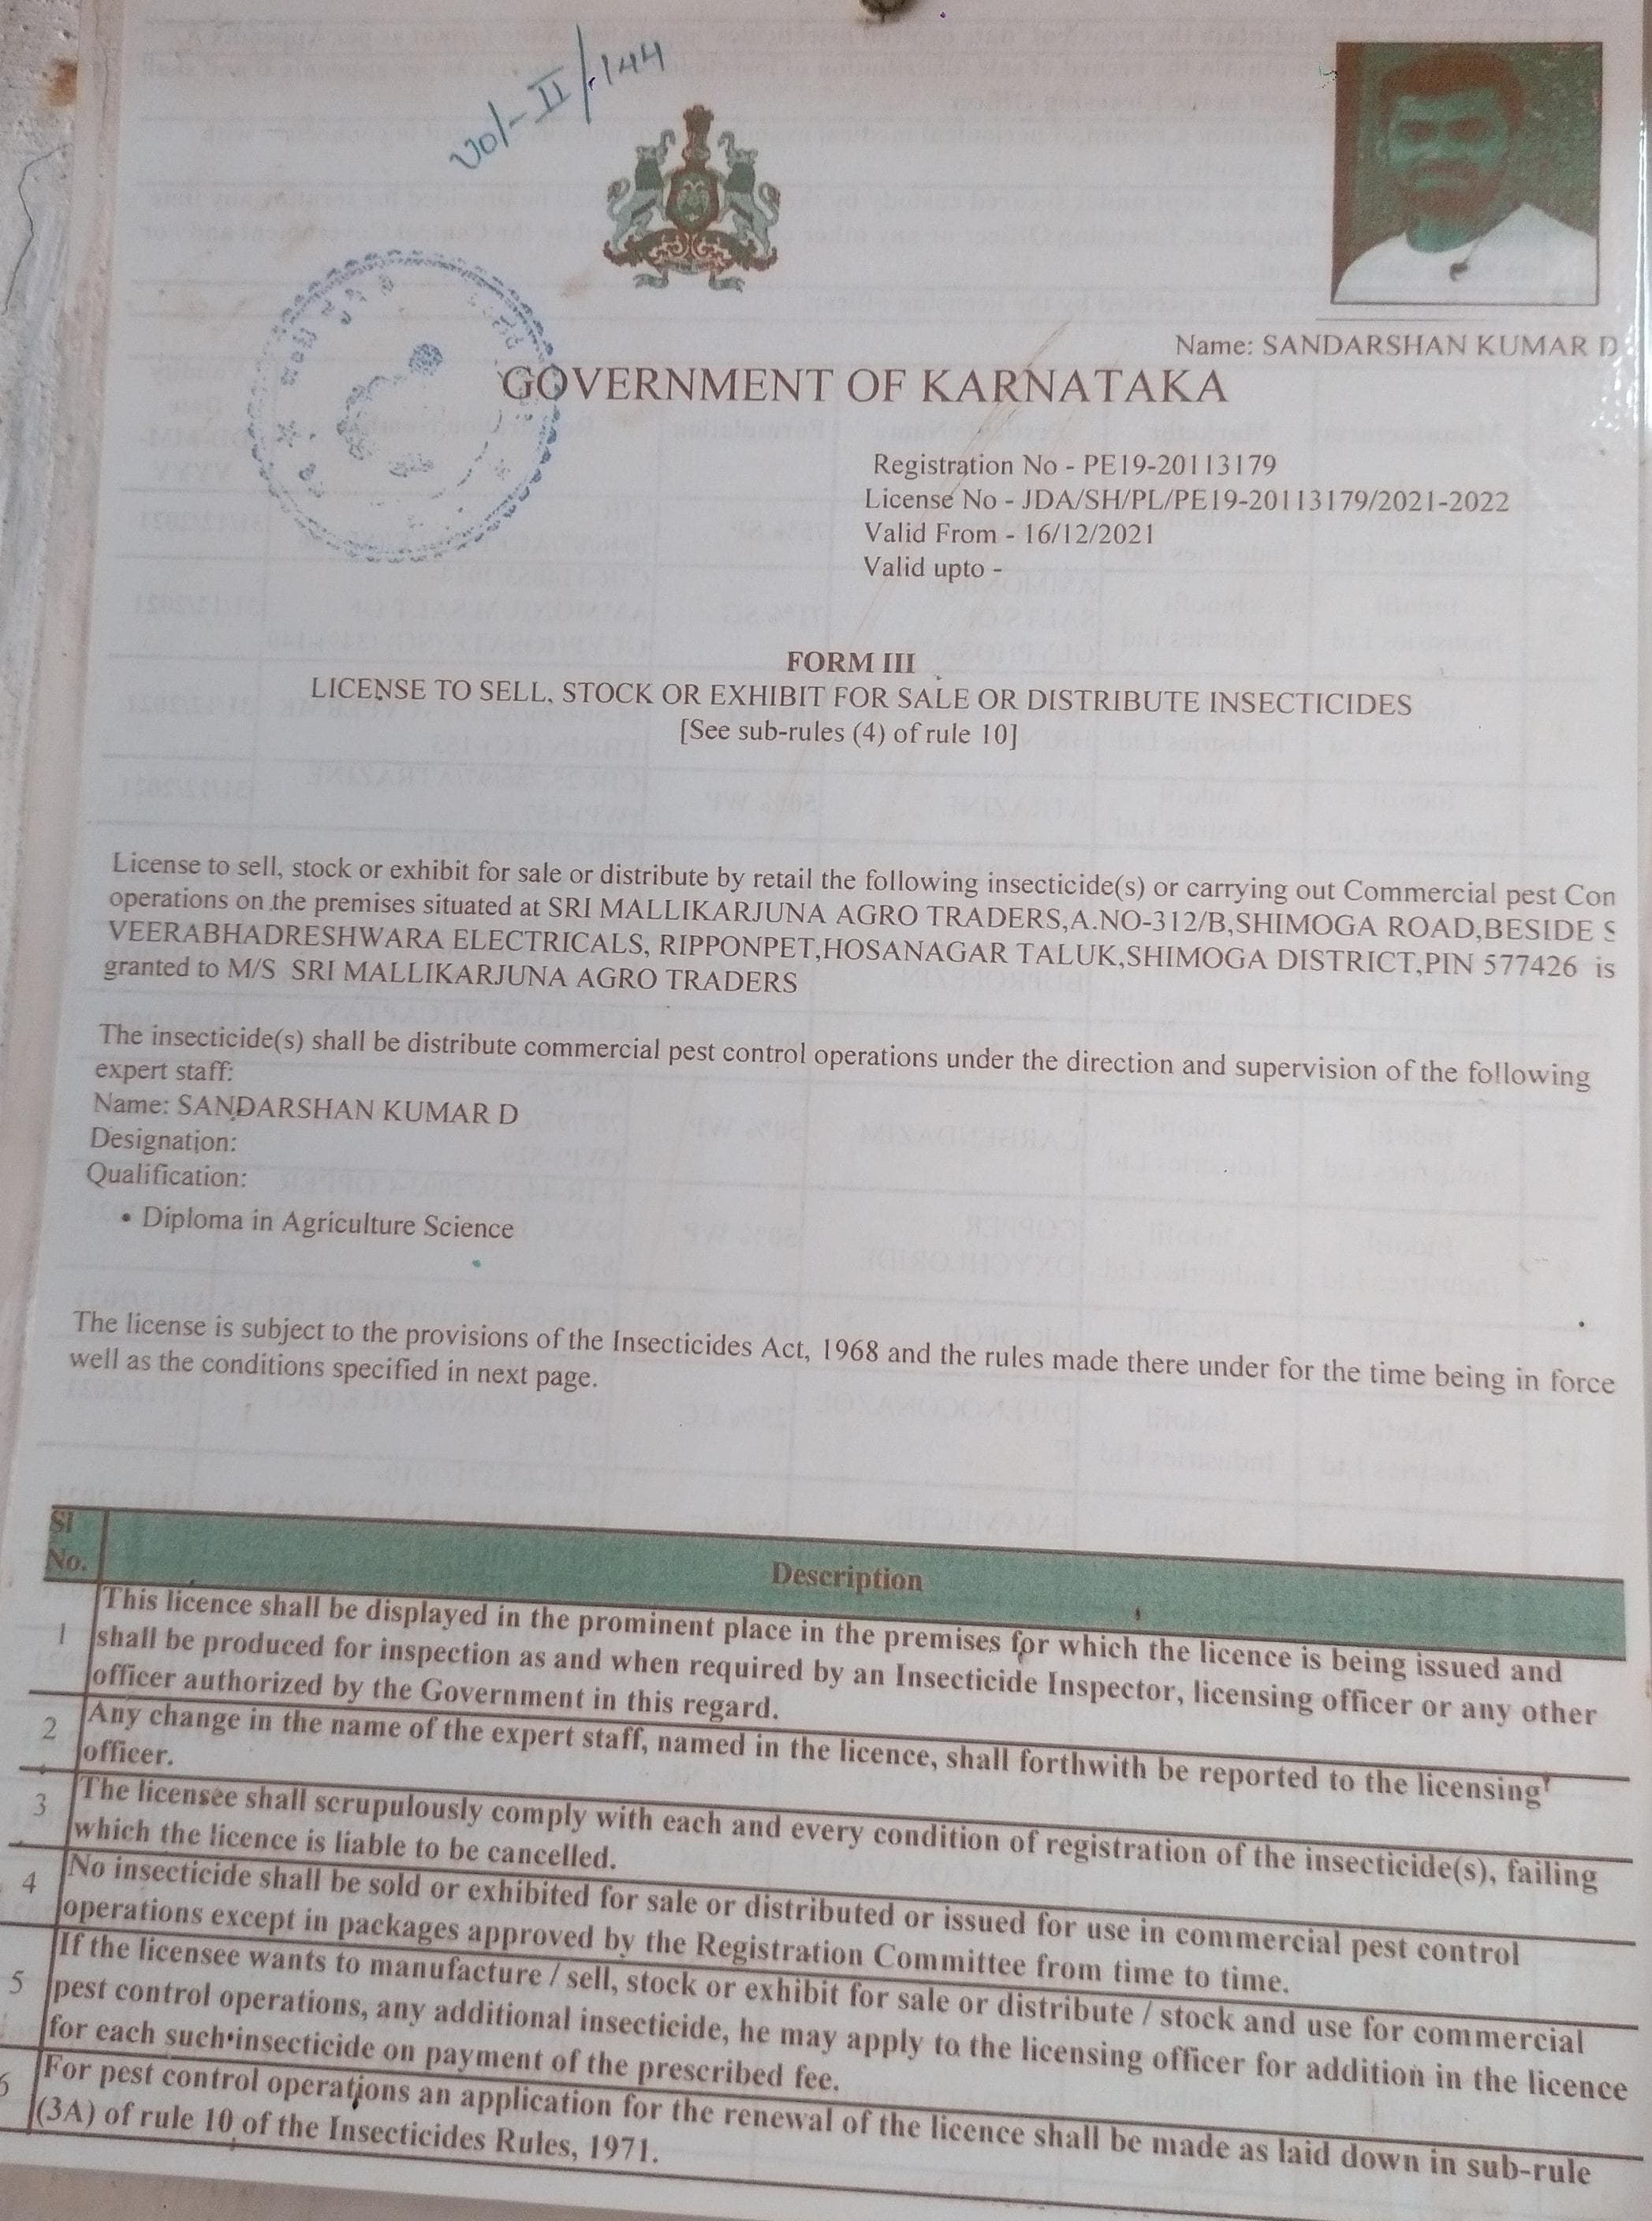 Vol-II/144
Name: SANDARSHAN KUMAR D
GOVERNMENT OF KARNATAKA
Registration No - PE19-20113179
License No - JDA/SH/PL/PE19-20113179/2021-2022
Valid From - 16/12/2021
Valid upto -
FORM III
LICENSE TO SELL, STOCK OR EXHIBIT FOR SALE OR DISTRIBUTE INSECTICIDES
[See sub-rules (4) of rule 10]
License to sell, stock or exhibit for sale or distribute by retail the following insecticide(s) or carrying out Commercial pest Con
operations on the premises situated at SRI MALLIKARJUNA AGRO TRADERS,A.NO-312/B,SHIMOGA ROAD,BESIDE S
VEERABHADRESHWARA ELECTRICALS, RIPPONPET,HOSANAGAR TALUK,SHIMOGA DISTRICT,PIN 577426 is
granted to M/S SRI MALLIKARJUNA AGRO TRADERS
The insecticide(s) shall be distribute commercial pest control operations under the direction and supervision of the following
expert staff:
Name: SANDARSHAN KUMAR D
Designation:
Qualification:
• Diploma in Agriculture Science
The license is subject to the provisions of the Insecticides Act, 1968 and the rules made there under for the time being in force
well as the conditions specified in next page.
Sl
No.
Description
1 This licence shall be displayed in the prominent place in the premises for which the licence is being issued and
shall be produced for inspection as and when required by an Insecticide Inspector, licensing officer or any other
officer authorized by the Government in this regard.
2 Any change in the name of the expert staff, named in the licence, shall forthwith be reported to the licensing
officer.
3 The licensee shall scrupulously comply with each and every condition of registration of the insecticide(s), failing
which the licence is liable to be cancelled.
4 No insecticide shall be sold or exhibited for sale or distributed or issued for use in commercial pest control
operations except in packages approved by the Registration Committee from time to time.
5 If the licensee wants to manufacture / sell, stock or exhibit for sale or distribute / stock and use for commercial
pest control operations, any additional insecticide, he may apply to the licensing officer for addition in the licence
for each such insecticide on payment of the prescribed fee.
6 For pest control operations an application for the renewal of the licence shall be made as laid down in sub-rule
(3A) of rule 10 of the Insecticides Rules, 1971.